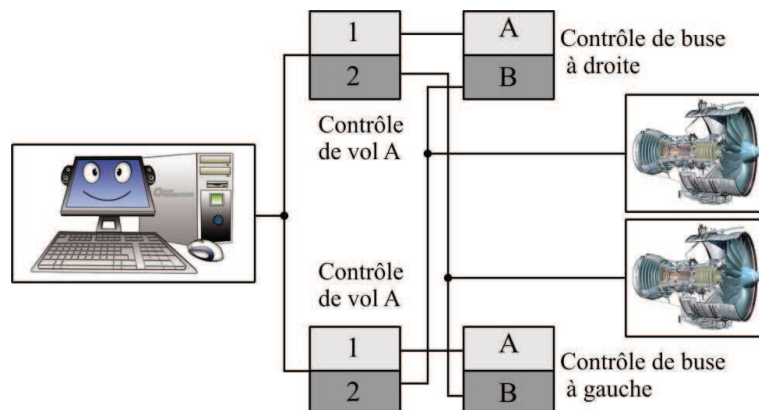 1
A
2
B
Contrôle de buse
à droite
Contrôle
de vol A
Contrôle
de vol A
1
A
2
B
Contrôle de buse
à gauche